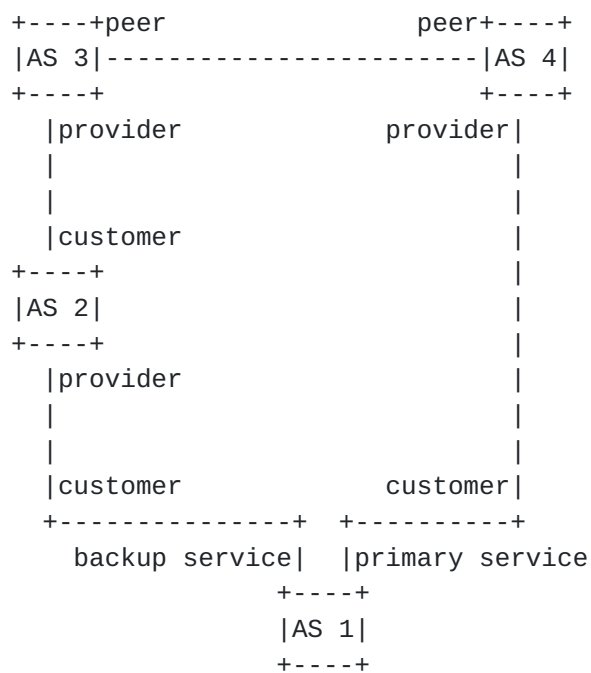 +----+peer                peer+----+
|AS 3|------------------------|AS 4|
+----+                        +----+
  |provider             provider|
  |                             |
  |                             |
  |customer                     |
+----+                          |
|AS 2|                          |
+----+                          |
  |provider                     |
  |                             |
  |                             |
  |customer             customer|
  +---------------+  +----------+
    backup service|  |primary service
                 +----+
                 |AS 1|
                 +----+